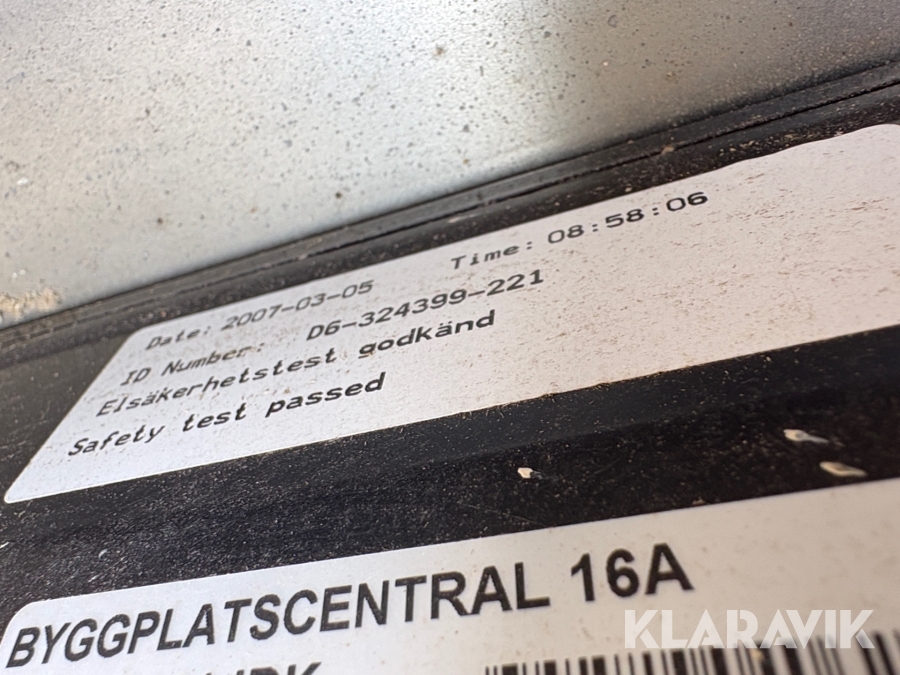 Date: 2007-03-05 Time: 08:58:06
ID Number: D6-324399-221
Elsäkerhetstest godkänd
Safety test passed
BYGGPLATSCENTRAL 16A
KLARAVIK